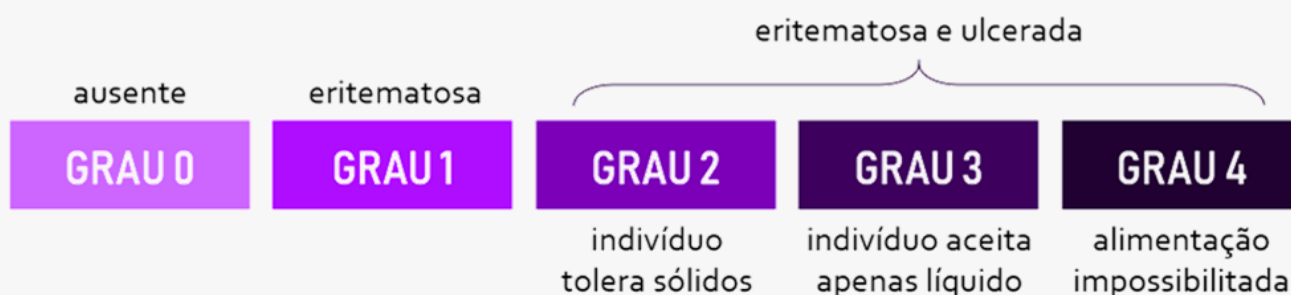 eritematosa e ulcerada
ausente
eritematosa
GRAU 0
GRAU 1
GRAU 2
GRAU 3
GRAU 4
indivíduo
tolera sólidos
indivíduo aceita
apenas líquido
alimentação
impossibilitada